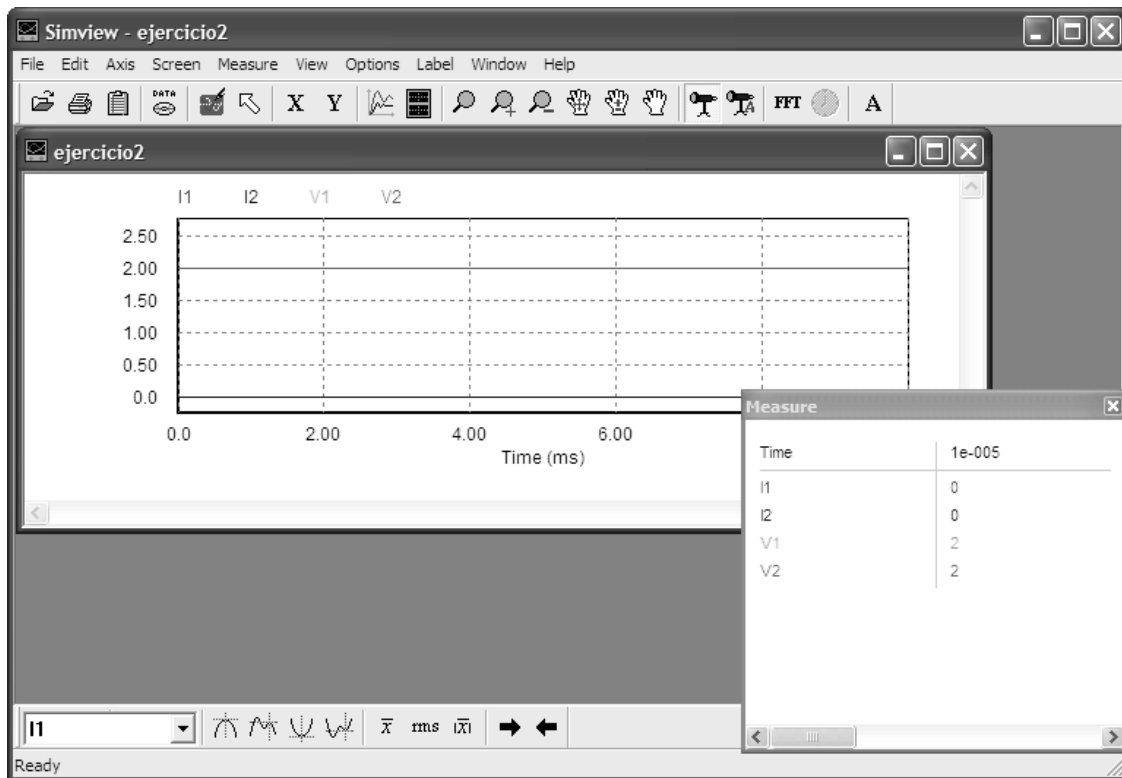 Simview - ejercicio2
File Edit Axis Screen Measure View Options Label Window Help
DATA X Y FFT A
ejercicio2
I1 I2 V1 V2
2.50
2.00
1.50
1.00
0.50
0.0
0.0 2.00 4.00 6.00
Time (ms)
Measure
Time 1e-005
I1 0
I2 0
V1 2
V2 2
I1 x rms |x|
Ready